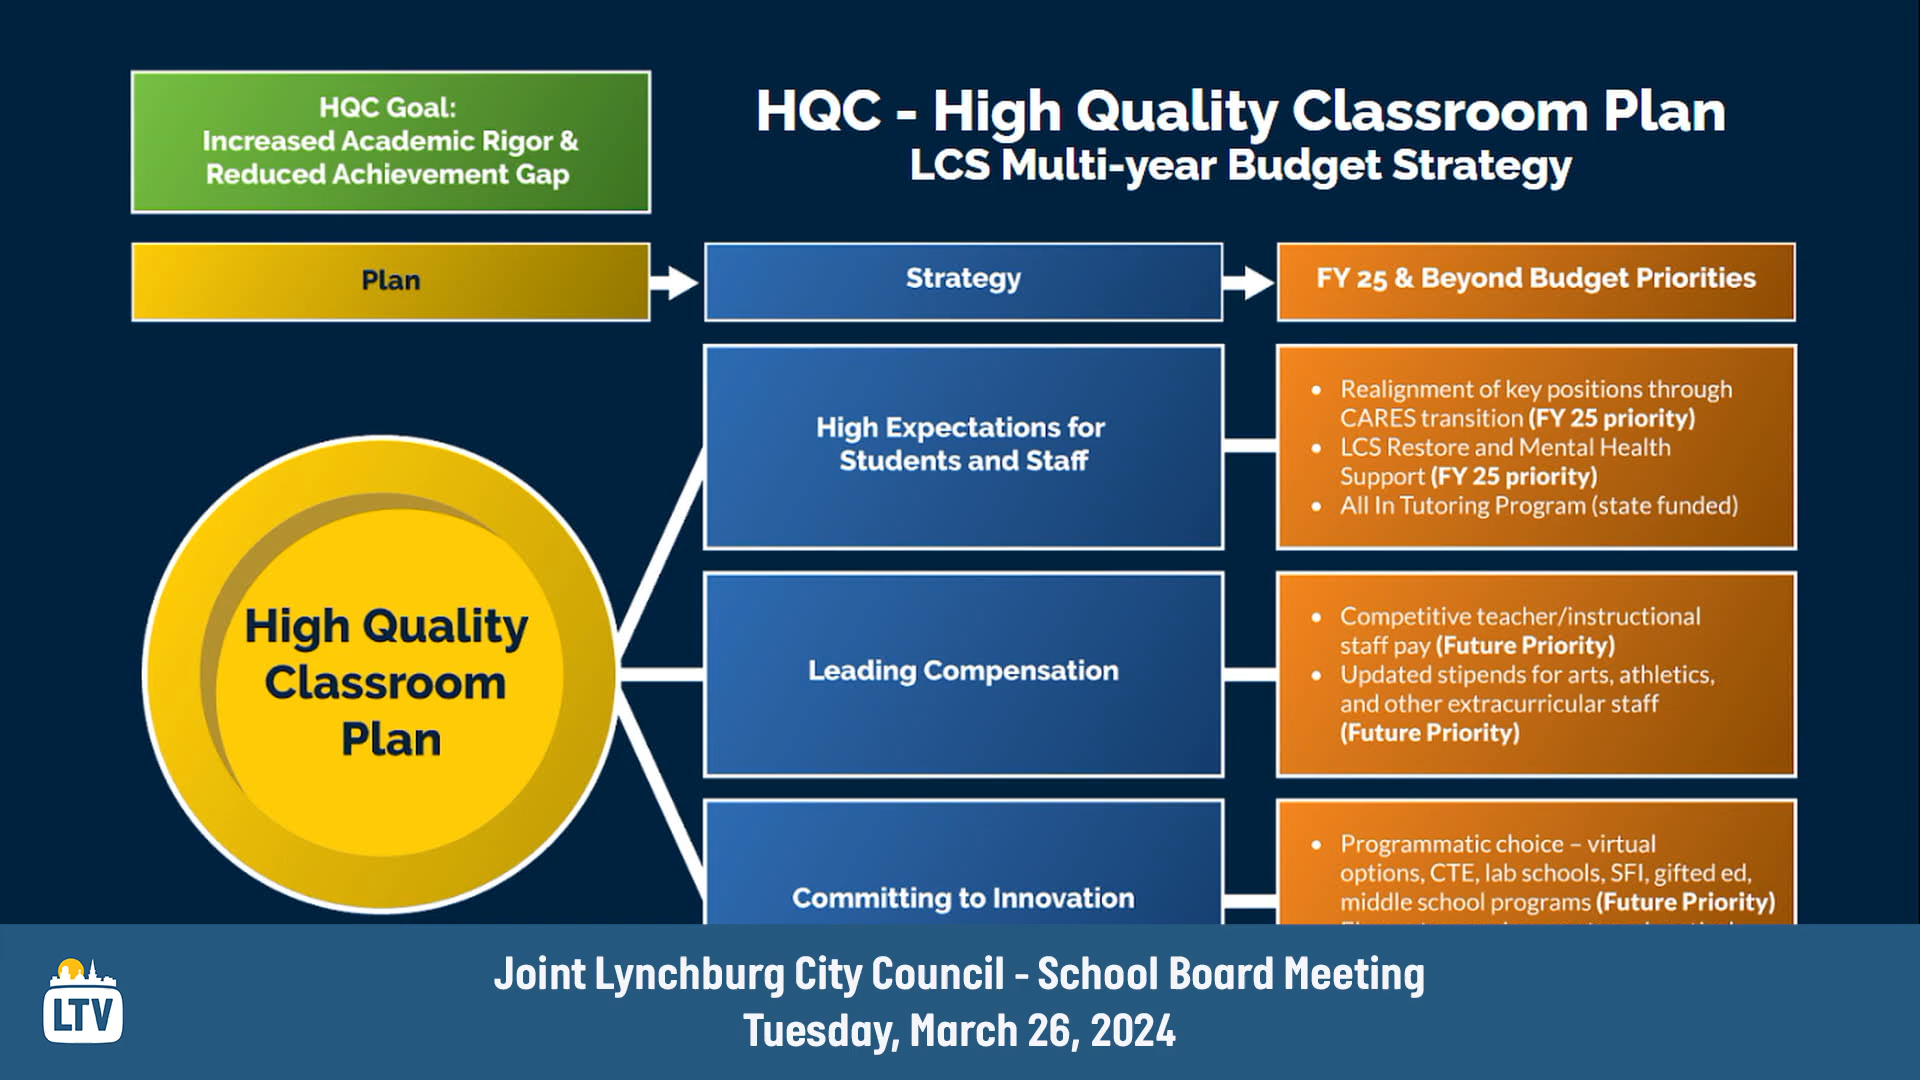 HQC Goal:
Increased Academic Rigor &
Reduced Achievement Gap
HQC - High Quality Classroom Plan
LCS Multi-year Budget Strategy
Plan
Strategy
FY 25 & Beyond Budget Priorities
High Quality
Classroom
Plan
High Expectations for
Students and Staff
• Realignment of key positions through
CARES transition (FY 25 priority)
• LCS Restore and Mental Health
Support (FY 25 priority)
• All In Tutoring Program (state funded)
Leading Compensation
• Competitive teacher/instructional
staff pay (Future Priority)
• Updated stipends for arts, athletics,
and other extracurricular staff
(Future Priority)
Committing to Innovation
• Programmatic choice – virtual
options, CTE, lab schools, SFI, gifted ed,
middle school programs (Future Priority)
LTV
Joint Lynchburg City Council - School Board Meeting
Tuesday, March 26, 2024